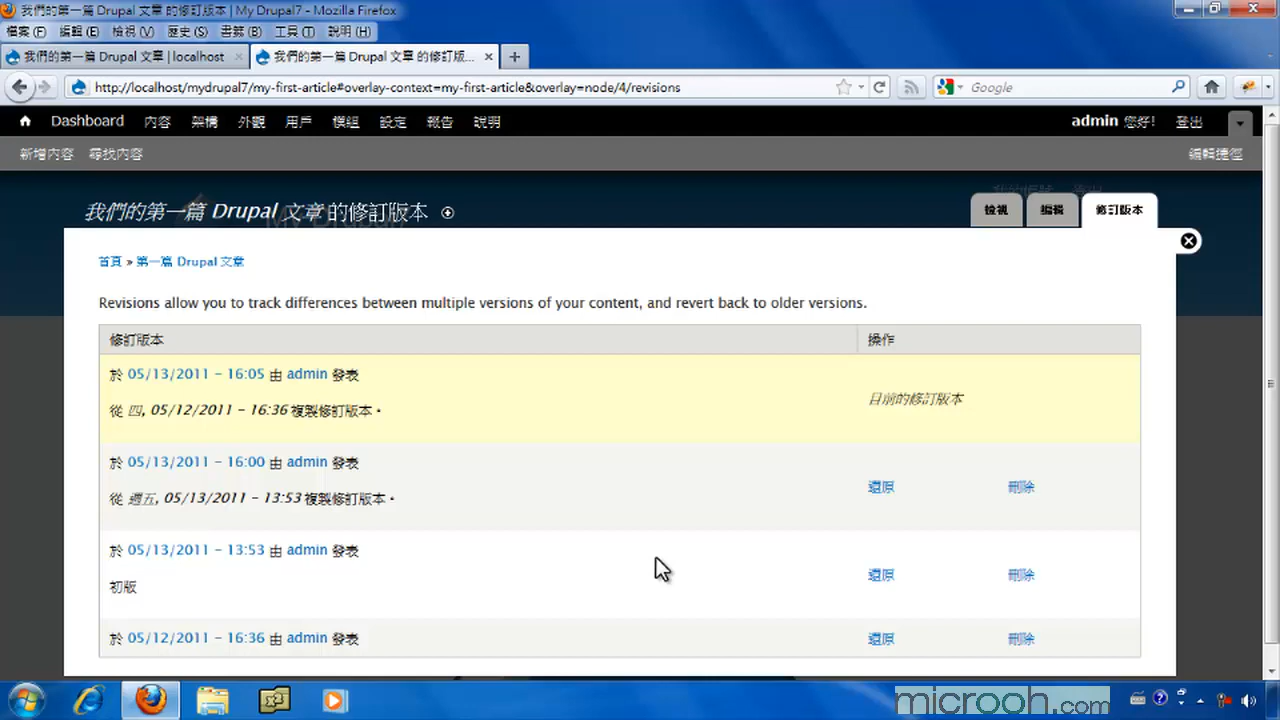 我們的第一篇 Drupal 文章 的修訂版本 | My Drupal7 - Mozilla Firefox
檔案(F) 編輯(E) 檢視(V) 歷史(S) 書籤(B) 工具(T) 說明(H)
我們的第一篇 Drupal 文章 | localhost
我們的第一篇 Drupal 文章 的修訂版...
http://localhost/mydrupal7/my-first-article#overlay-context=my-first-article&overlay=node/4/revisions
Google
Dashboard 內容 架構 外觀 用戶 模組 設定 報告 說明
admin 您好! 登出
新增內容 尋找內容
編輯捷徑
我們的第一篇 Drupal 文章 的修訂版本
檢視 編輯 修訂版本
首頁 » 第一篇 Drupal 文章
Revisions allow you to track differences between multiple versions of your content, and revert back to older versions.
修訂版本 操作
於 05/13/2011 - 16:05 由 admin 發表
從 四, 05/12/2011 - 16:36 複製修訂版本。
目前的修訂版本
於 05/13/2011 - 16:00 由 admin 發表
從 週五, 05/13/2011 - 13:53 複製修訂版本。
還原 刪除
於 05/13/2011 - 13:53 由 admin 發表
初版
還原 刪除
於 05/12/2011 - 16:36 由 admin 發表
還原 刪除
microoh.com